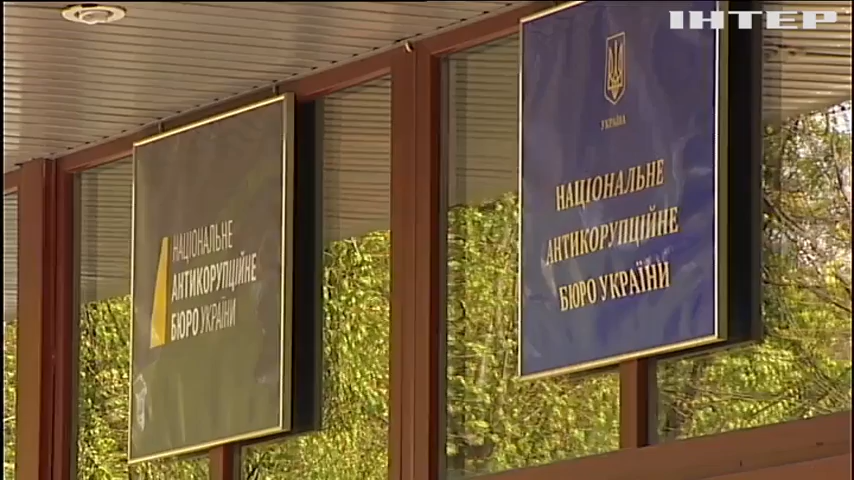 ІНТЕР
НАЦІОНАЛЬНЕ
АНТИКОРУПЦІЙНЕ
БЮРО УКРАЇНИ
УКРАЇНА
НАЦІОНАЛЬНЕ
АНТИКОРУПЦІЙНЕ
БЮРО УКРАЇНИ